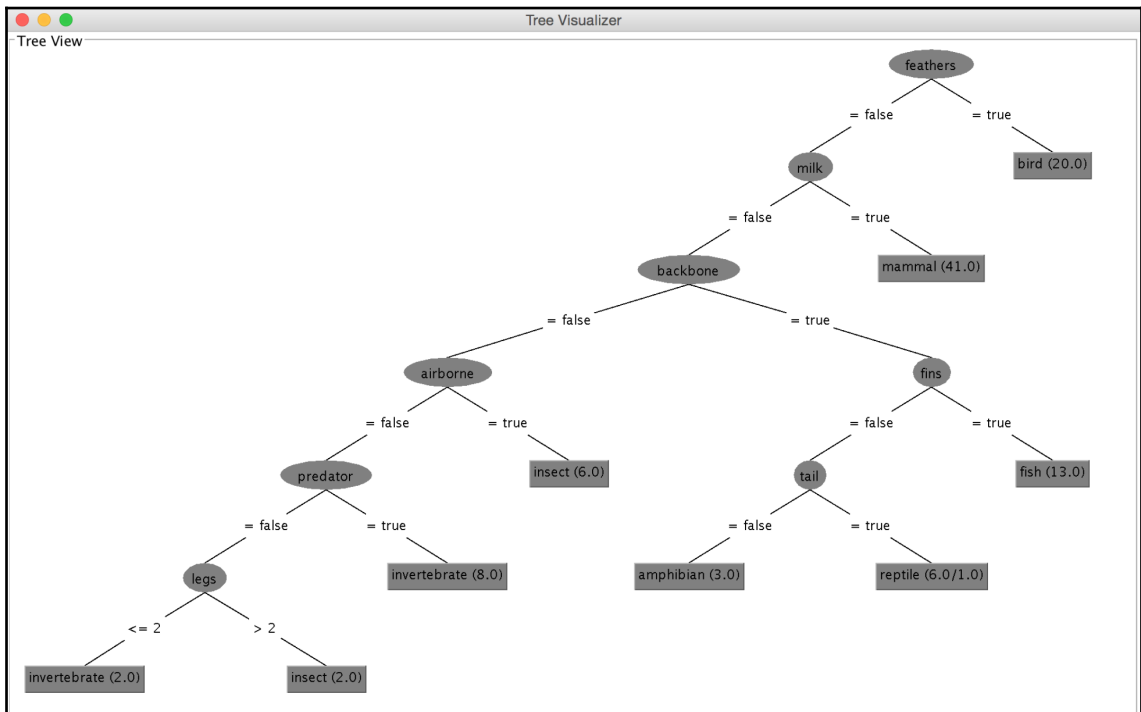 Tree Visualizer
Tree View
feathers
= false = true
milk bird (20.0)
= false = true
backbone mammal (41.0)
= false = true
airborne fins
= false = true = false = true
predator insect (6.0) tail fish (13.0)
= false = true = false = true
legs invertebrate (8.0) amphibian (3.0) reptile (6.0/1.0)
<= 2 > 2
invertebrate (2.0) insect (2.0)